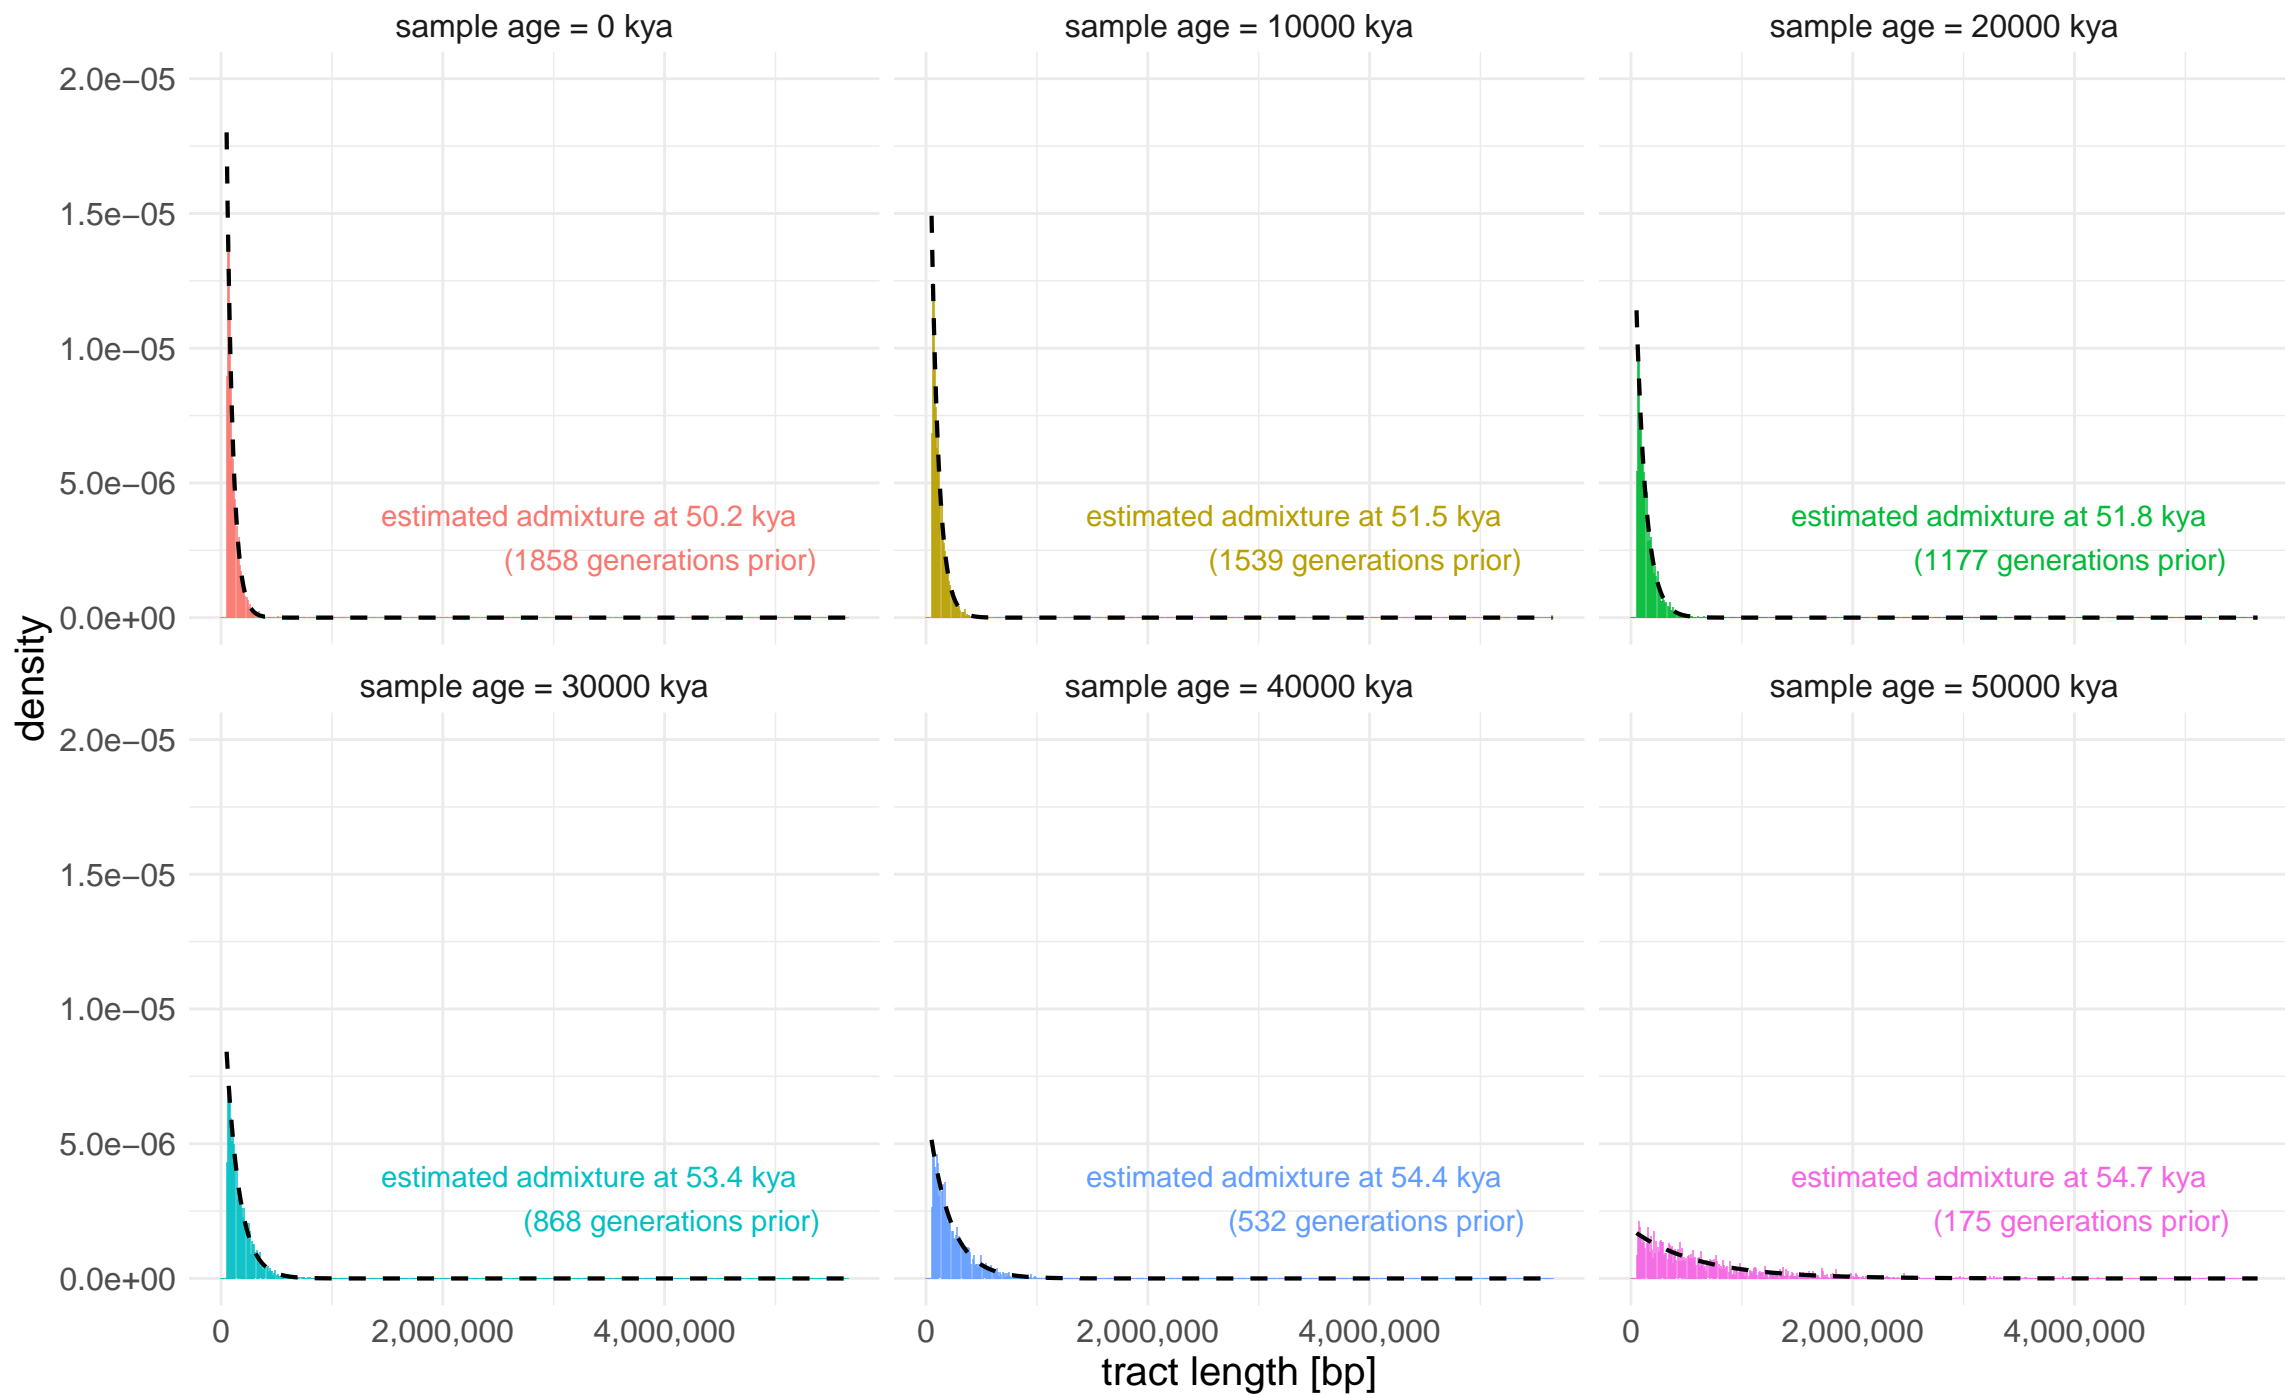 sample age = 0 kya
sample age = 10000 kya
sample age = 20000 kya
2.0e−05
1.5e−05
1.0e−05
5.0e−06
0.0e+00
estimated admixture at 50.2 kya
(1858 generations prior)
estimated admixture at 51.5 kya
(1539 generations prior)
estimated admixture at 51.8 kya
(1177 generations prior)
density
sample age = 30000 kya
sample age = 40000 kya
sample age = 50000 kya
2.0e−05
1.5e−05
1.0e−05
5.0e−06
0.0e+00
estimated admixture at 53.4 kya
(868 generations prior)
estimated admixture at 54.4 kya
(532 generations prior)
estimated admixture at 54.7 kya
(175 generations prior)
0 2,000,000 4,000,000
0 2,000,000 4,000,000
0 2,000,000 4,000,000
tract length [bp]